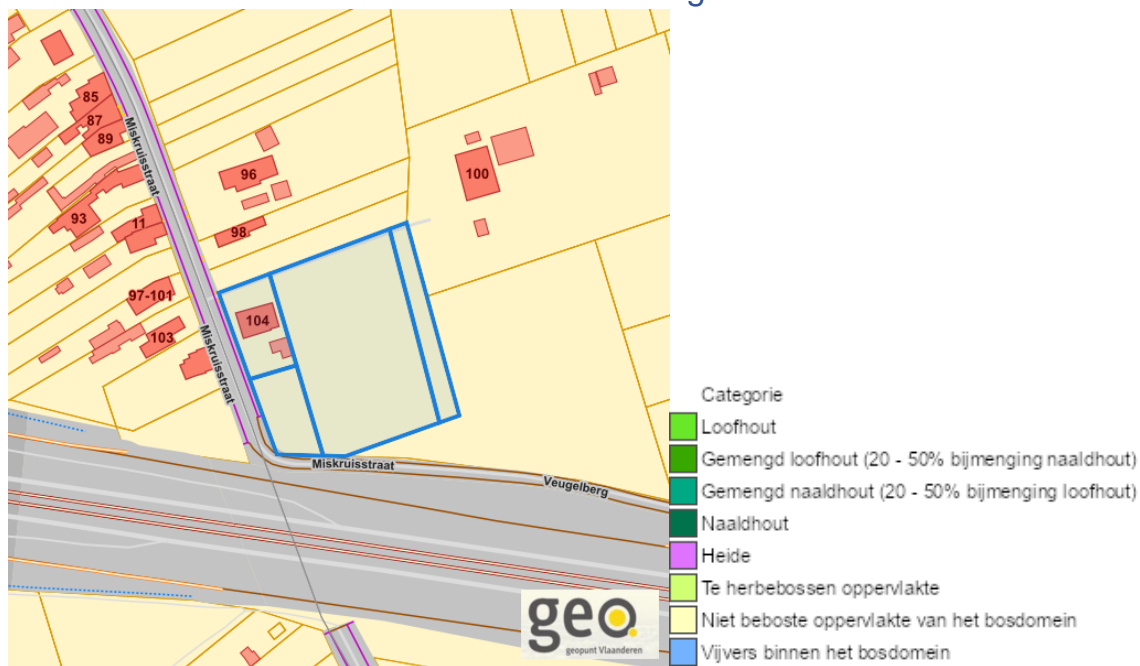 85
87
89
Miskruisstraat
96
100
93
11
98
97-101
104
103
Miskruisstraat
Miskruisstraat
Veugelberg
geo.
geopunt Vlaanderen
Categorie
Loofhout
Gemengd loofhout (20 - 50% bijmenging naaldhout)
Gemengd naaldhout (20 - 50% bijmenging loofhout)
Naaldhout
Heide
Te herbebossen oppervlakte
Niet beboste oppervlakte van het bosdomein
Vijvers binnen het bosdomein